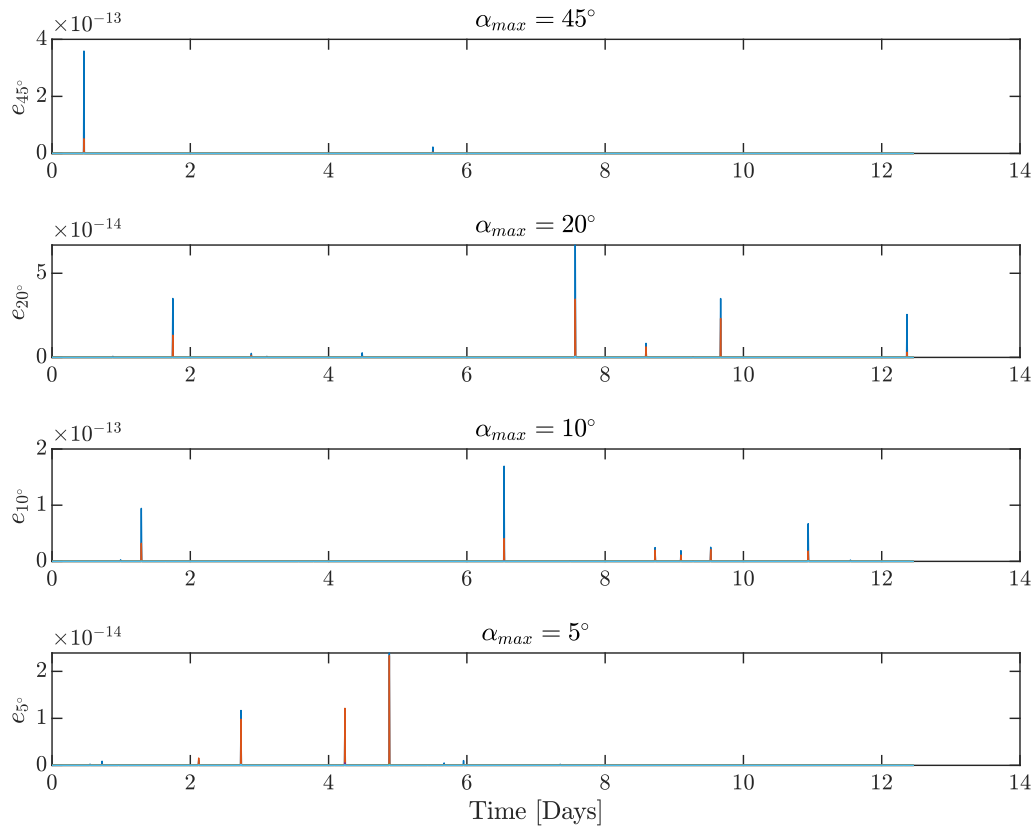 ×10⁻¹³
α_max = 45°
4
2
0
e_45°
0 2 4 6 8 10 12 14
×10⁻¹⁴
α_max = 20°
5
0
e_20°
0 2 4 6 8 10 12 14
×10⁻¹³
α_max = 10°
2
1
0
e_10°
0 2 4 6 8 10 12 14
×10⁻¹⁴
α_max = 5°
2
1
0
e_5°
0 2 4 6 8 10 12 14
Time [Days]